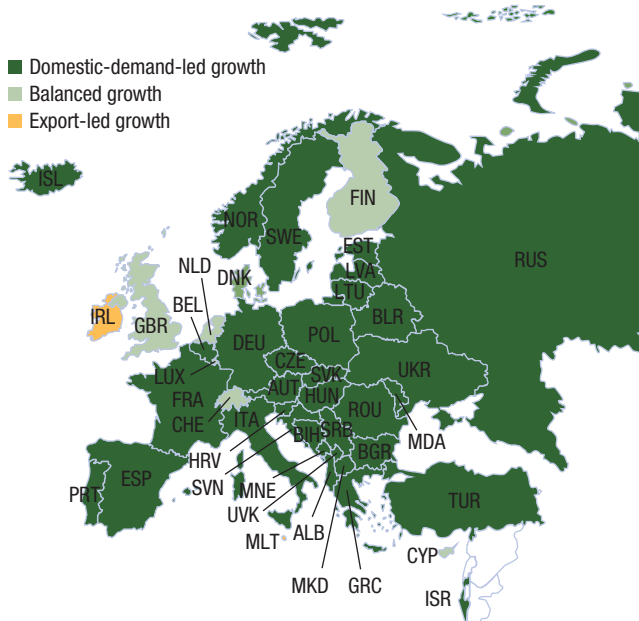 Domestic-demand-led growth
Balanced growth
Export-led growth
ISL
FIN
NOR
SWE
EST
RUS
NLD
DNK
LVA
LTU
BEL
IRL
GBR
BLR
DEU
POL
CZE
UKR
LUX
SVK
AUT
HUN
FRA
ROU
CHE
ITA
SRB
BIH
MDA
BGR
HRV
ESP
SVN
MNE
PRT
TUR
UVK
ALB
MLT
CYP
MKD
GRC
ISR